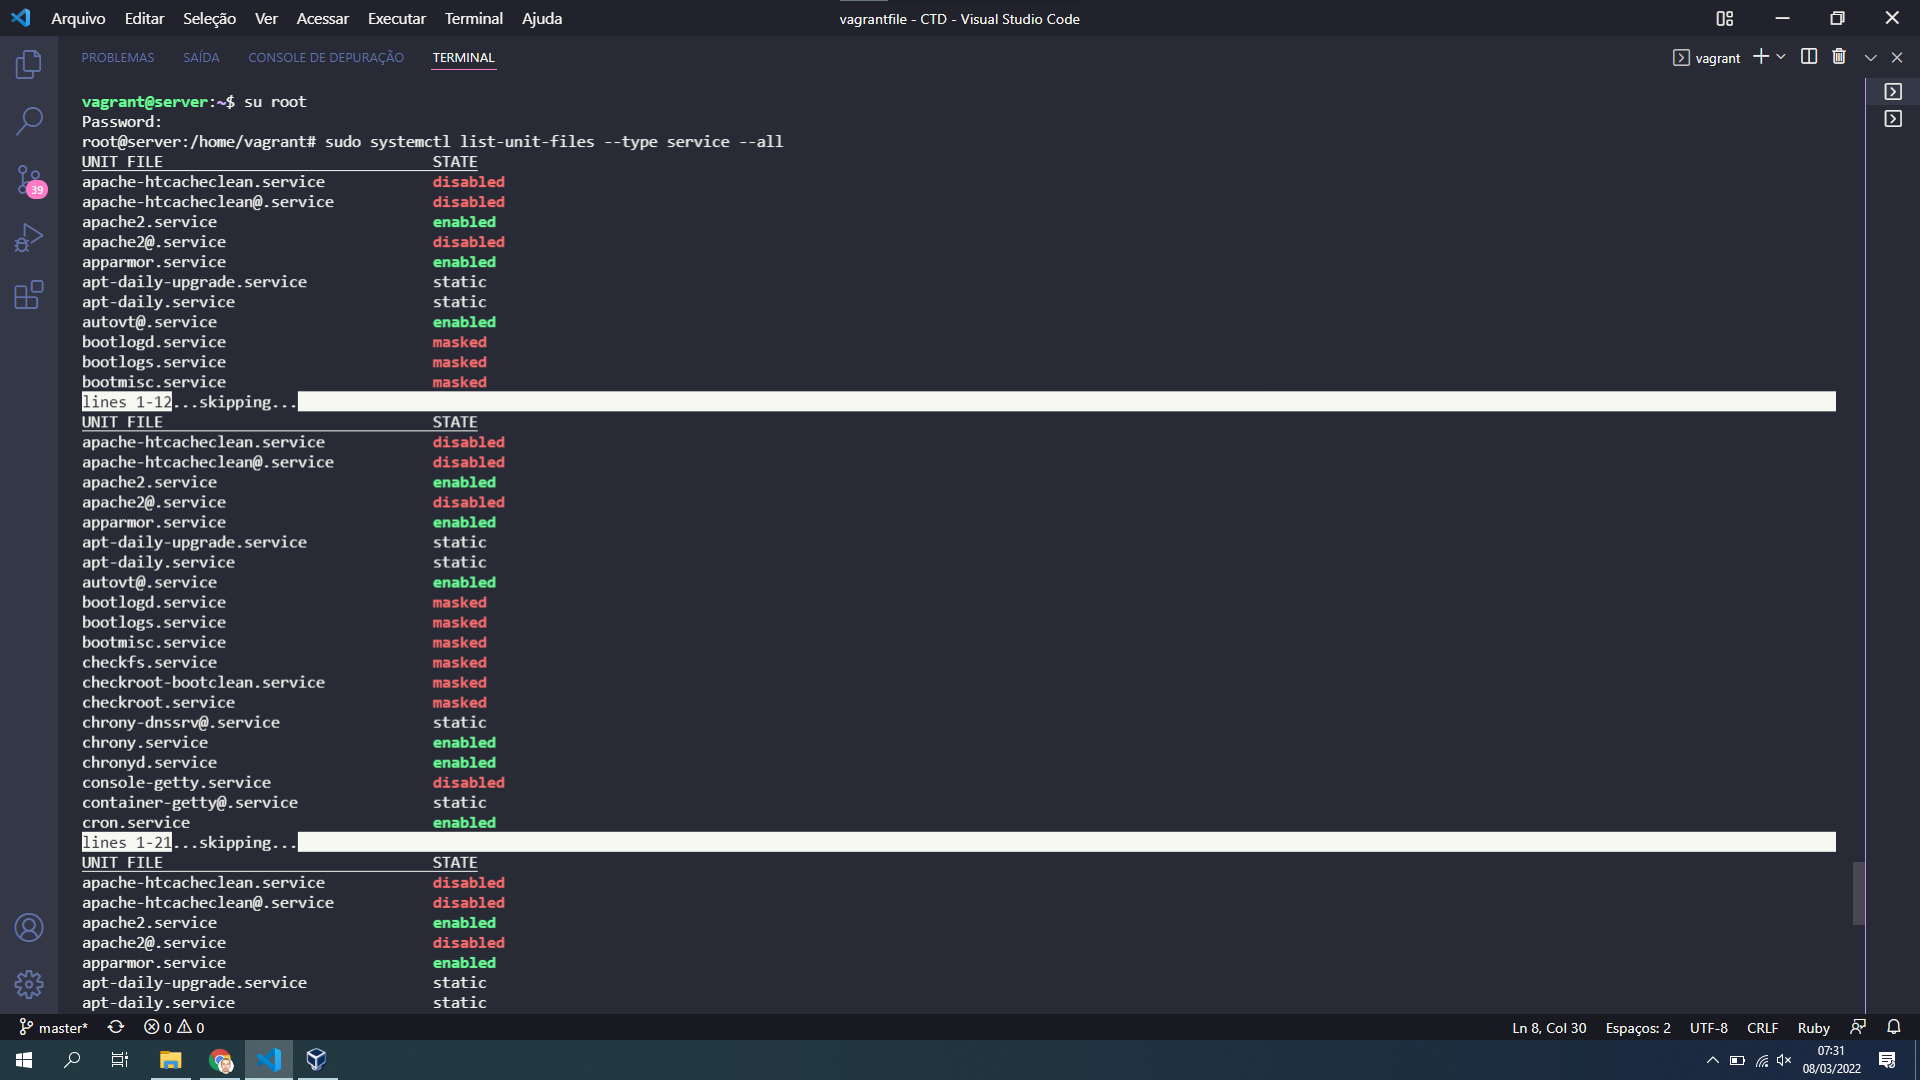 Arquivo Editar Seleção Ver Acessar Executar Terminal Ajuda
vagrantfile - CTD - Visual Studio Code
PROBLEMAS SAÍDA CONSOLE DE DEPURAÇÃO TERMINAL
vagrant
39
vagrant@server:~$ su root
Password:
root@server:/home/vagrant# sudo systemctl list-unit-files --type service --all
UNIT FILE STATE
apache-htcacheclean.service disabled
apache-htcacheclean@.service disabled
apache2.service enabled
apache2@.service disabled
apparmor.service enabled
apt-daily-upgrade.service static
apt-daily.service static
autovt@.service enabled
bootlogd.service masked
bootlogs.service masked
bootmisc.service masked
lines 1-12...skipping...
UNIT FILE STATE
apache-htcacheclean.service disabled
apache-htcacheclean@.service disabled
apache2.service enabled
apache2@.service disabled
apparmor.service enabled
apt-daily-upgrade.service static
apt-daily.service static
autovt@.service enabled
bootlogd.service masked
bootlogs.service masked
bootmisc.service masked
checkfs.service masked
checkroot-bootclean.service masked
checkroot.service masked
chrony-dnssrv@.service static
chrony.service enabled
chronyd.service enabled
console-getty.service disabled
container-getty@.service static
cron.service enabled
lines 1-21...skipping...
UNIT FILE STATE
apache-htcacheclean.service disabled
apache-htcacheclean@.service disabled
apache2.service enabled
apache2@.service disabled
apparmor.service enabled
apt-daily-upgrade.service static
apt-daily.service static
master* 0 0
Ln 8, Col 30 Espaços: 2 UTF-8 CRLF Ruby
07:31
08/03/2022